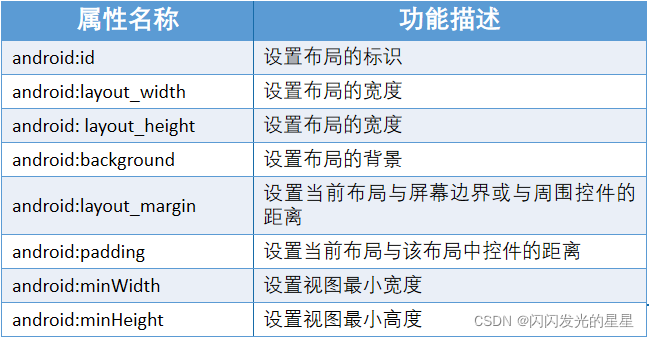 属性名称 功能描述
android:id 设置布局的标识
android:layout_width 设置布局的宽度
android: layout_height 设置布局的宽度
android:background 设置布局的背景
android:layout_margin 设置当前布局与屏幕边界或与周围控件的
距离
android:padding 设置当前布局与该布局中控件的距离
android:minWidth 设置视图最小宽度
android:minHeight 设置视图最小高度
CSDN @闪闪发光的星星